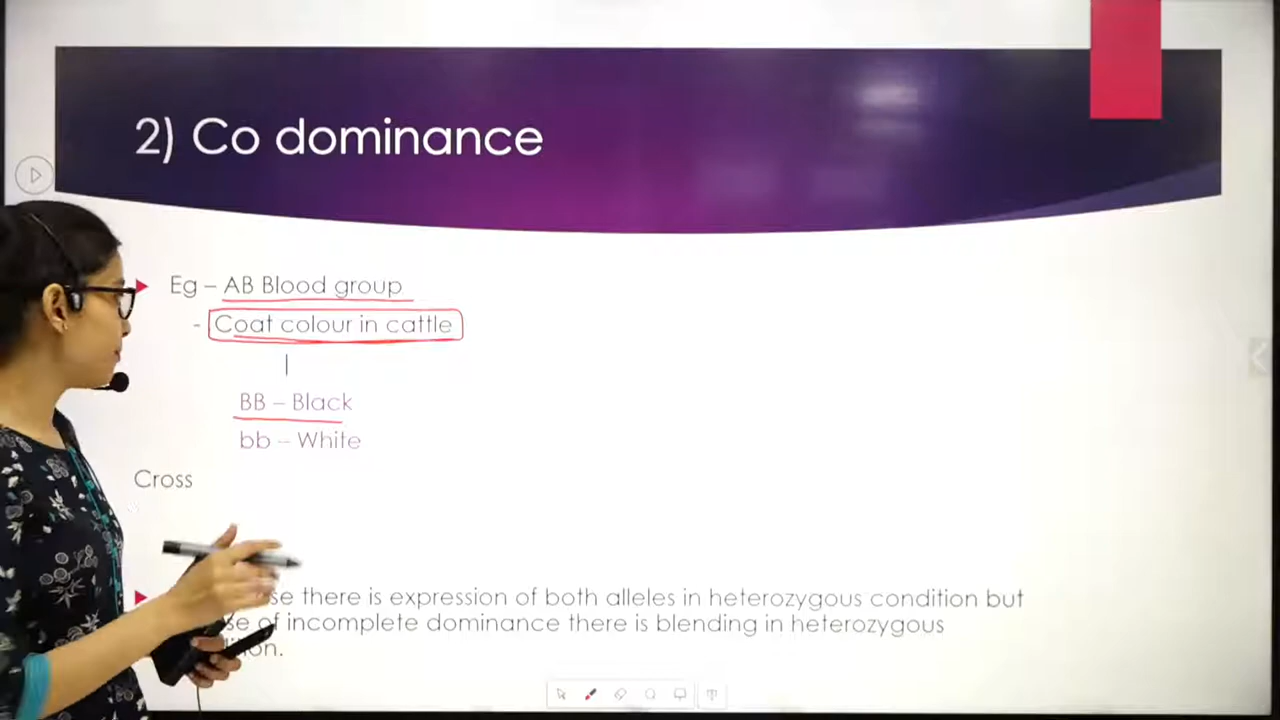 2) Co dominance
Eg – AB Blood group
- Coat colour in cattle
|
BB – Black
bb – White
Cross
there is expression of both alleles in heterozygous condition but
of incomplete dominance there is blending in heterozygous